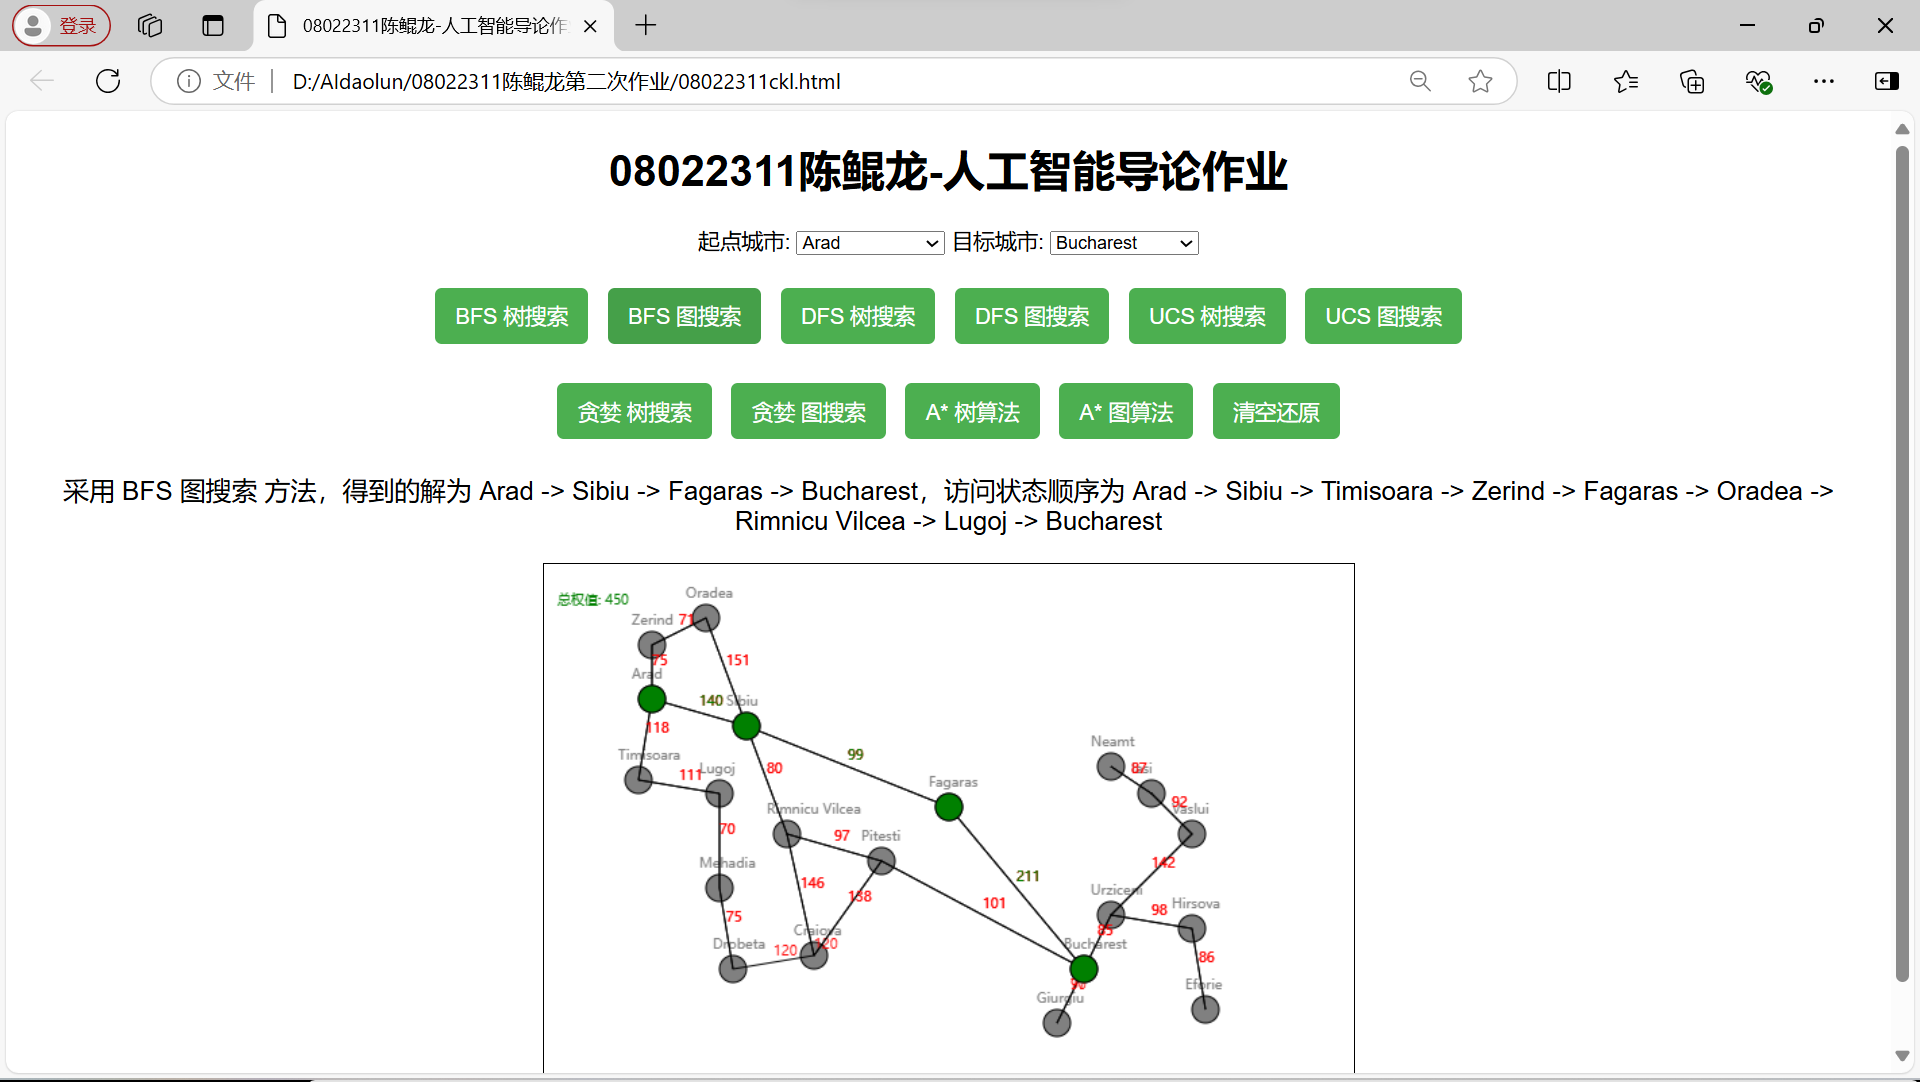 登录
08022311陈鲲龙-人工智能导论作
文件
D:/AIdaolun/08022311陈鲲龙第二次作业/08022311ckl.html
08022311陈鲲龙-人工智能导论作业
起点城市: Arad 目标城市: Bucharest
BFS 树搜索 BFS 图搜索 DFS 树搜索 DFS 图搜索 UCS 树搜索 UCS 图搜索
贪婪 树搜索 贪婪 图搜索 A* 树算法 A* 图算法 清空还原
采用 BFS 图搜索 方法，得到的解为 Arad -> Sibiu -> Fagaras -> Bucharest，访问状态顺序为 Arad -> Sibiu -> Timisoara -> Zerind -> Fagaras -> Oradea ->
Rimnicu Vilcea -> Lugoj -> Bucharest
总权值: 450
Oradea
Zerind 71
75
151
Arad
140 Sibiu
118
Timisoara
111 Lugoj
80
99
Neamt
87
Fagaras
92
Vaslui
Rimnicu Vilcea
70
97 Pitesti
142
Mehadia
146
138
211
101
Urziceni
98 Hirsova
75
85
Craiova
Drobeta 120 120
Bucharest
86
Eforie
90
Giurgiu